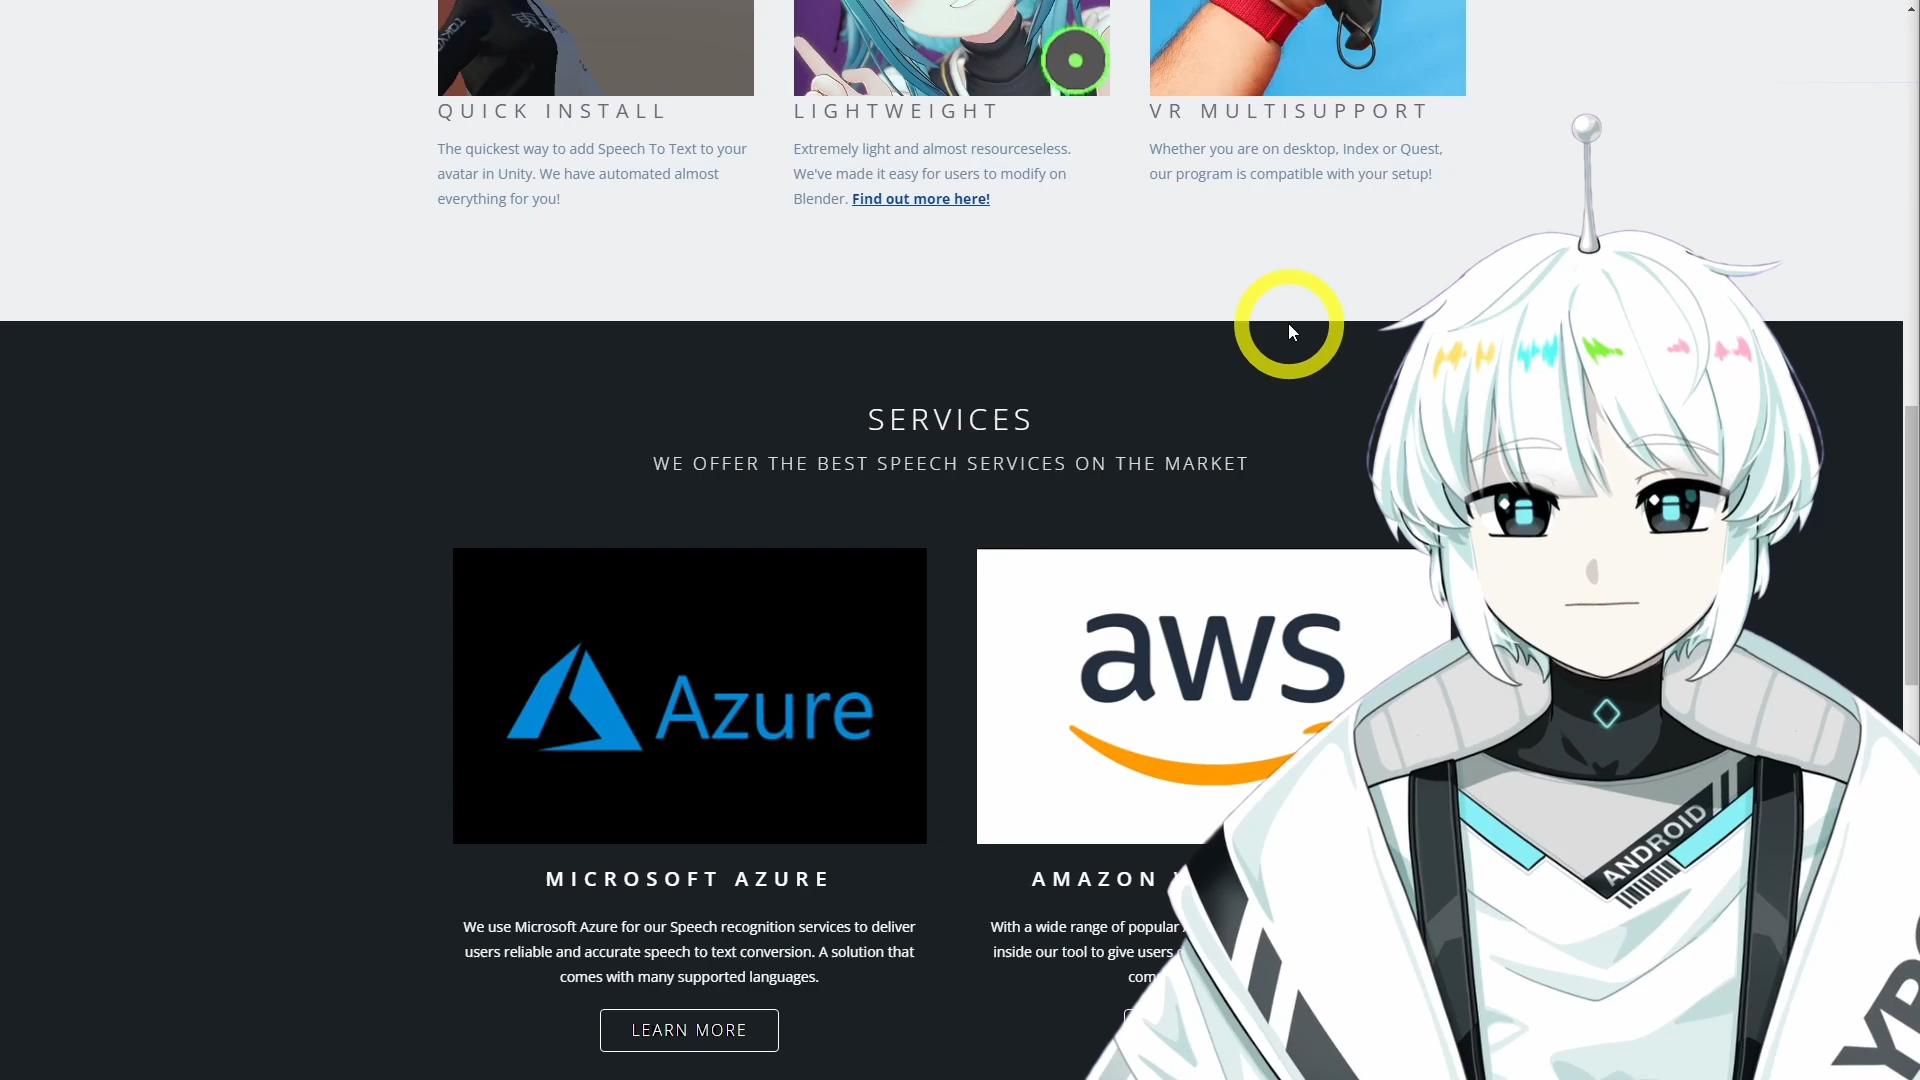 QUICK INSTALL
The quickest way to add Speech To Text to your
avatar in Unity. We have automated almost
everything for you!
LIGHTWEIGHT
Extremely light and almost resourceseless.
We've made it easy for users to modify on
Blender. Find out more here!
VR MULTISUPPORT
Whether you are on desktop, Index or Quest,
our program is compatible with your setup!
SERVICES
WE OFFER THE BEST SPEECH SERVICES ON THE MARKET
Azure
aws
MICROSOFT AZURE
We use Microsoft Azure for our Speech recognition services to deliver
users reliable and accurate speech to text conversion. A solution that
comes with many supported languages.
LEARN MORE
AMAZON
With a wide range of popular
inside our tool to give users
ANDROID